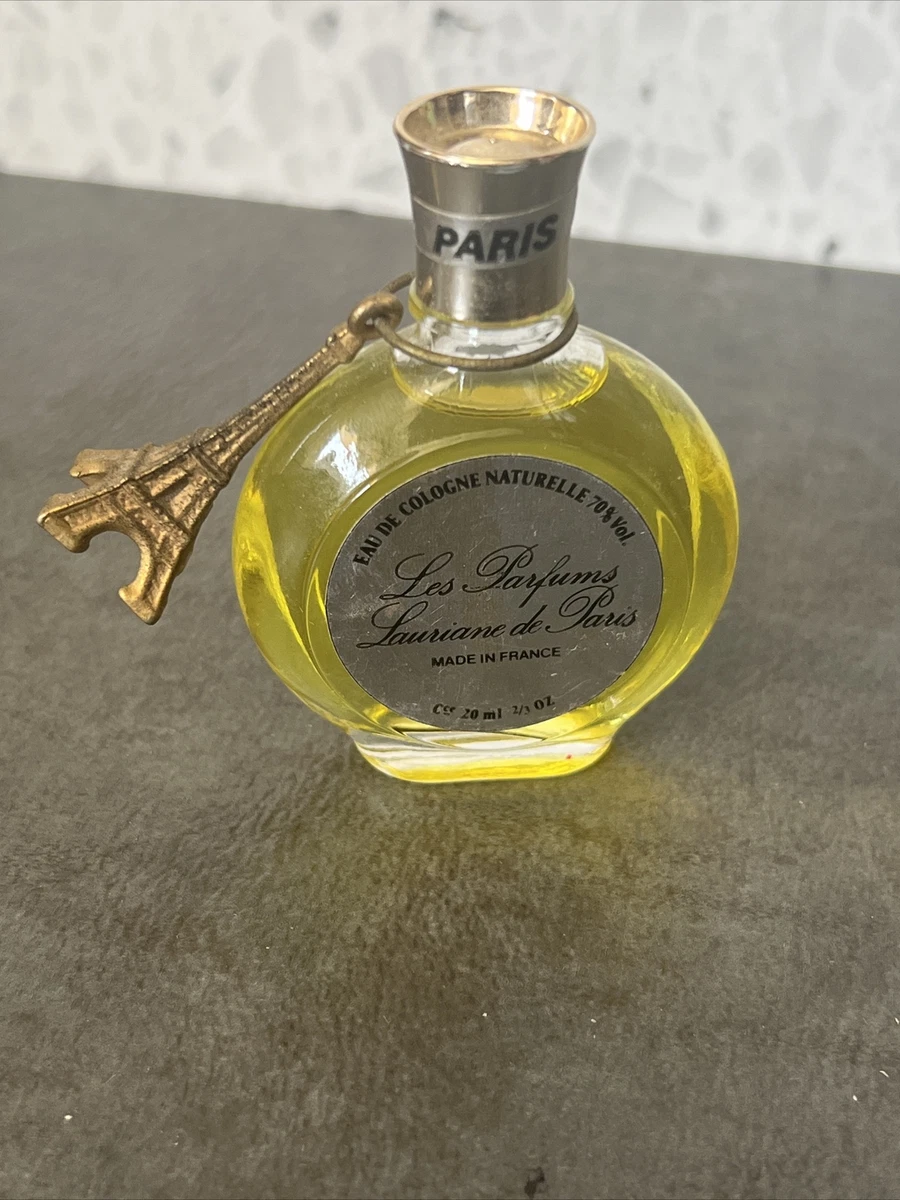 PARIS
EAU DE COLOGNE NATURELLE 70% Vol.
Les Parfums
Lauriane de Paris
MADE IN FRANCE
20 ml 2/3 OZ